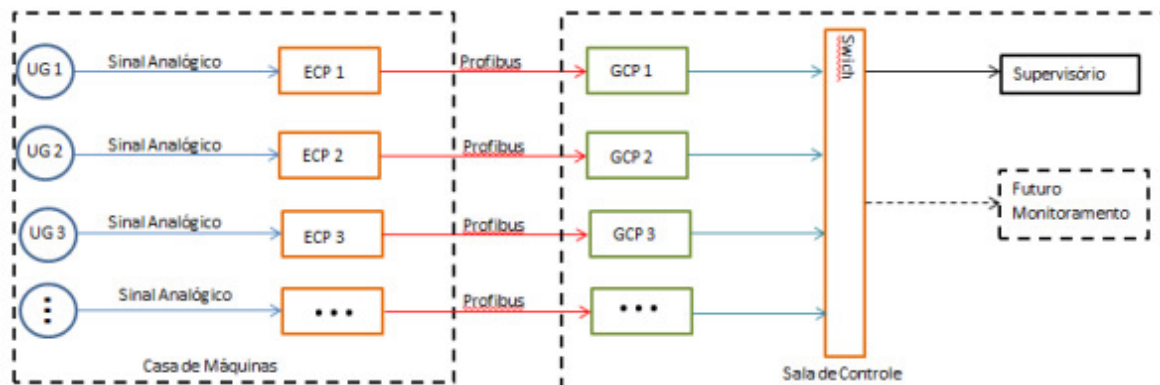 UG 1
Sinal Analógico
ECP 1
Profibus
GCP 1
Swich
Supervisório
UG 2
Sinal Analógico
ECP 2
Profibus
GCP 2
UG 3
Sinal Analógico
ECP 3
Profibus
GCP 3
Futuro
Monitoramento
Sinal Analógico
Profibus
Casa de Máquinas
Sala de Controle